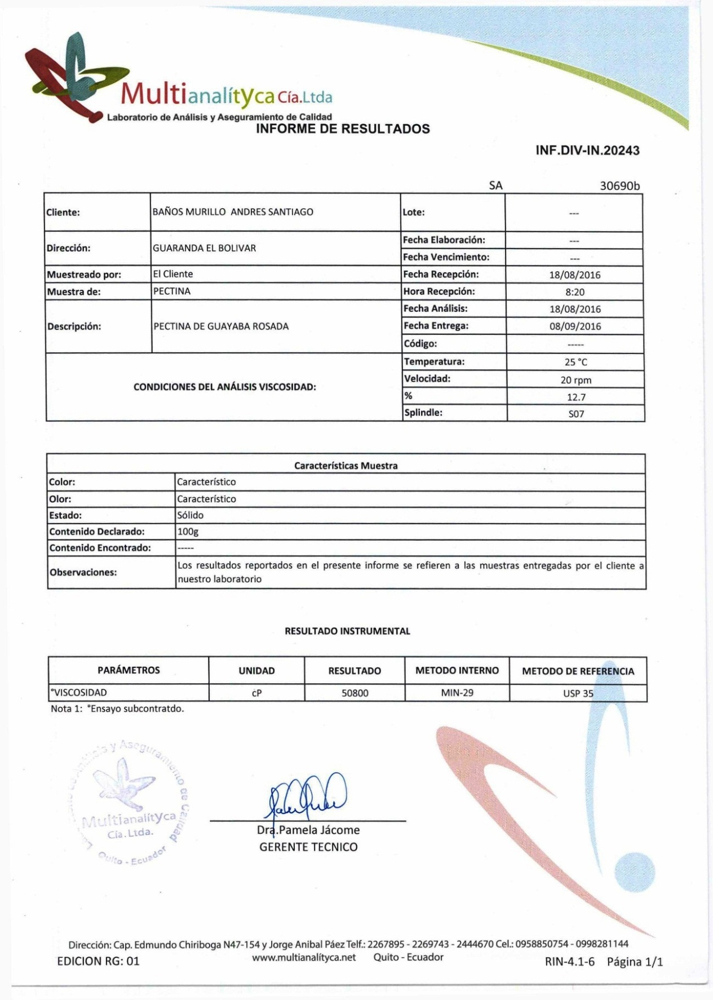 Multianalítyca Cía.Ltda
Laboratorio de Análisis y Aseguramiento de Calidad
INFORME DE RESULTADOS
INF.DIV-IN.20243
SA 30690b
Cliente: BAÑOS MURILLO ANDRES SANTIAGO Lote: ---
Dirección: GUARANDA EL BOLIVAR Fecha Elaboración: ---
Fecha Vencimiento: ---
Muestreado por: El Cliente Fecha Recepción: 18/08/2016
Muestra de: PECTINA Hora Recepción: 8:20
Fecha Análisis: 18/08/2016
Descripción: PECTINA DE GUAYABA ROSADA Fecha Entrega: 08/09/2016
Código: -----
Temperatura: 25 °C
Velocidad: 20 rpm
CONDICIONES DEL ANÁLISIS VISCOSIDAD:
% 12.7
Splindle: S07
Características Muestra
Color: Característico
Olor: Característico
Estado: Sólido
Contenido Declarado: 100g
Contenido Encontrado: -----
Observaciones: Los resultados reportados en el presente informe se refieren a las muestras entregadas por el cliente a
nuestro laboratorio
RESULTADO INSTRUMENTAL
PARÁMETROS UNIDAD RESULTADO METODO INTERNO METODO DE REFERENCIA
°VISCOSIDAD cP 50800 MIN-29 USP 35
Nota 1: °Ensayo subcontratdo.
y Aseguramiento de Calidad
Multianalítyca
Cía.Ltda.
Quito - Ecuador
Dra.Pamela Jácome
GERENTE TECNICO
Dirección: Cap. Edmundo Chiriboga N47-154 y Jorge Anibal Páez Telf.: 2267895 - 2269743 - 2444670 Cel.: 0958850754 - 0998281144
www.multianalítyca.net Quito - Ecuador
EDICION RG: 01 RIN-4.1-6 Página 1/1